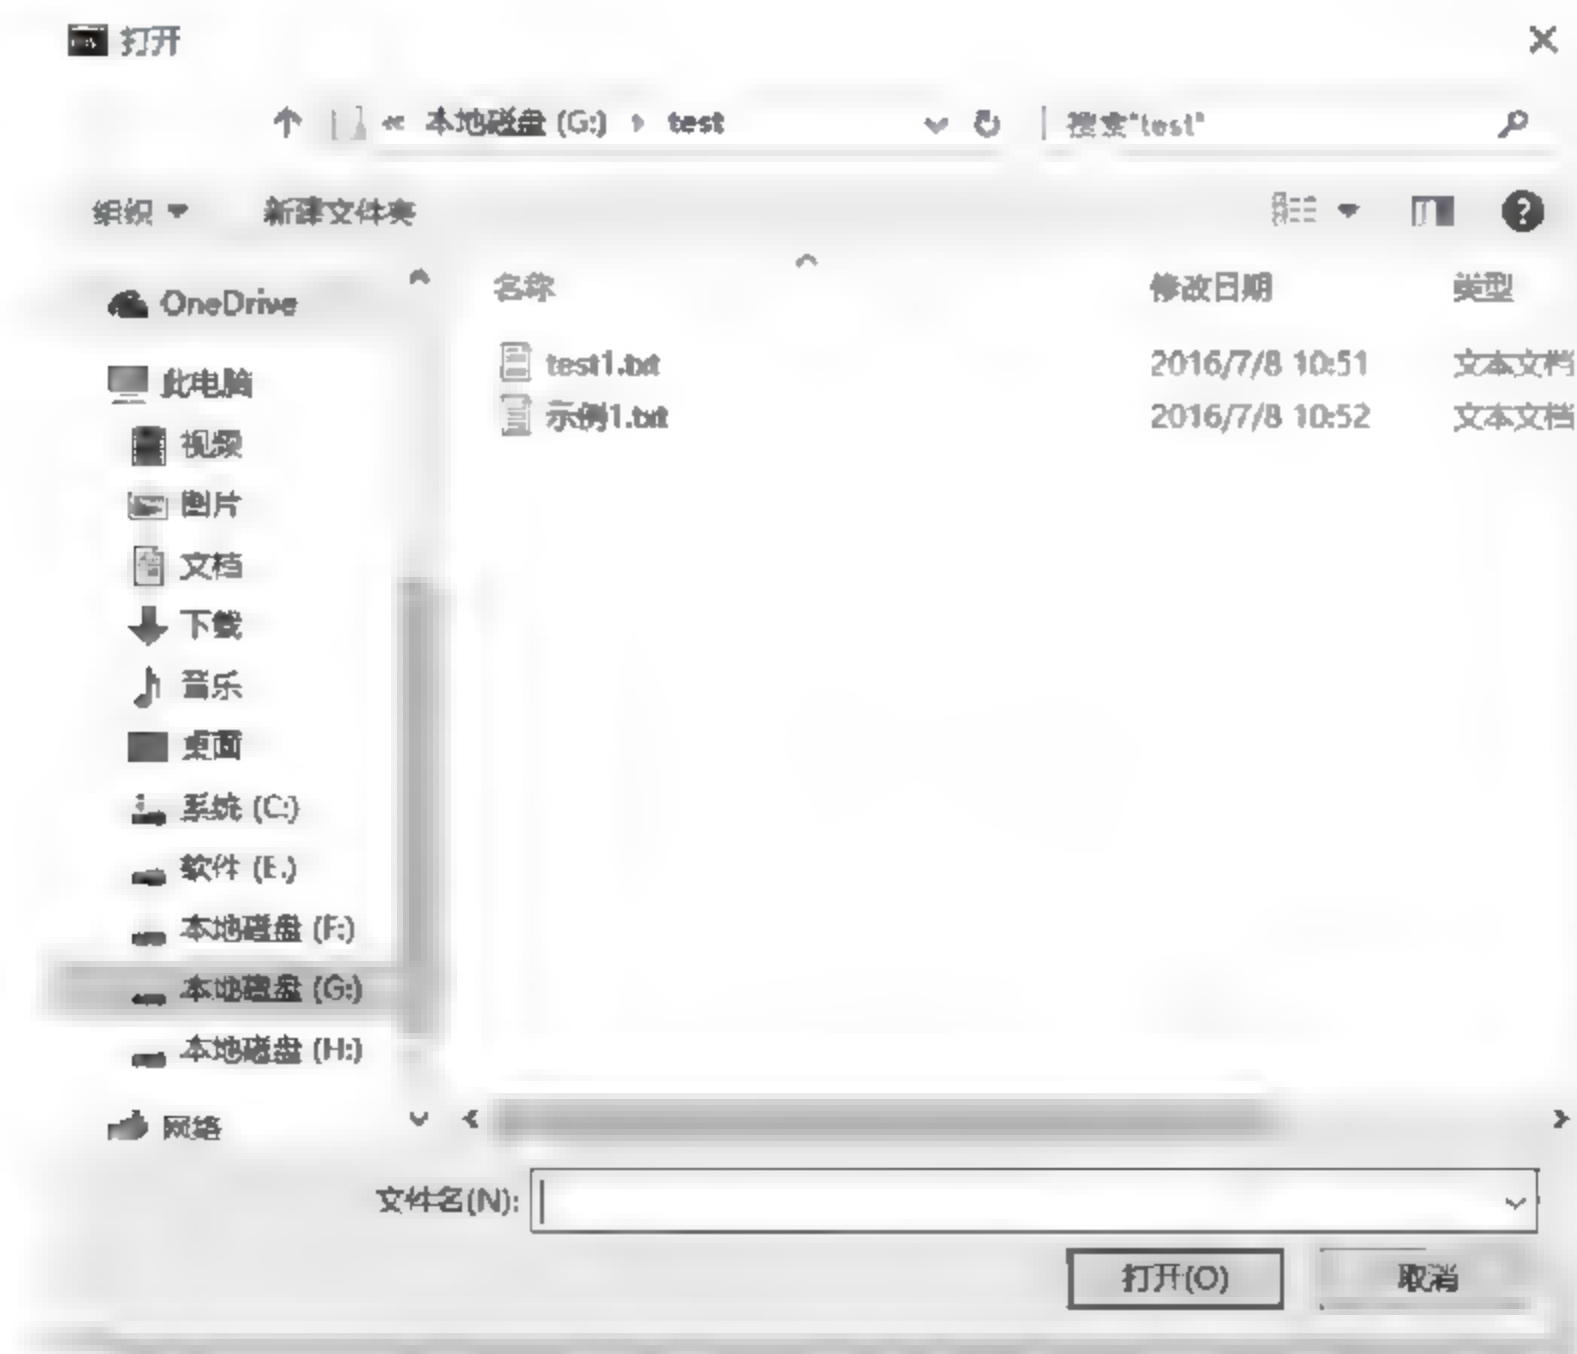 打开
« 本地磁盘 (G:) › test
搜索"test"
组织 新建文件夹
名称 修改日期 类型
test1.txt 2016/7/8 10:51 文本文档
示例1.txt 2016/7/8 10:52 文本文档
OneDrive
此电脑
视频
图片
文档
下载
音乐
桌面
系统 (C:)
软件 (E:)
本地磁盘 (F:)
本地磁盘 (G:)
本地磁盘 (H:)
网络
文件名(N):
打开(O) 取消